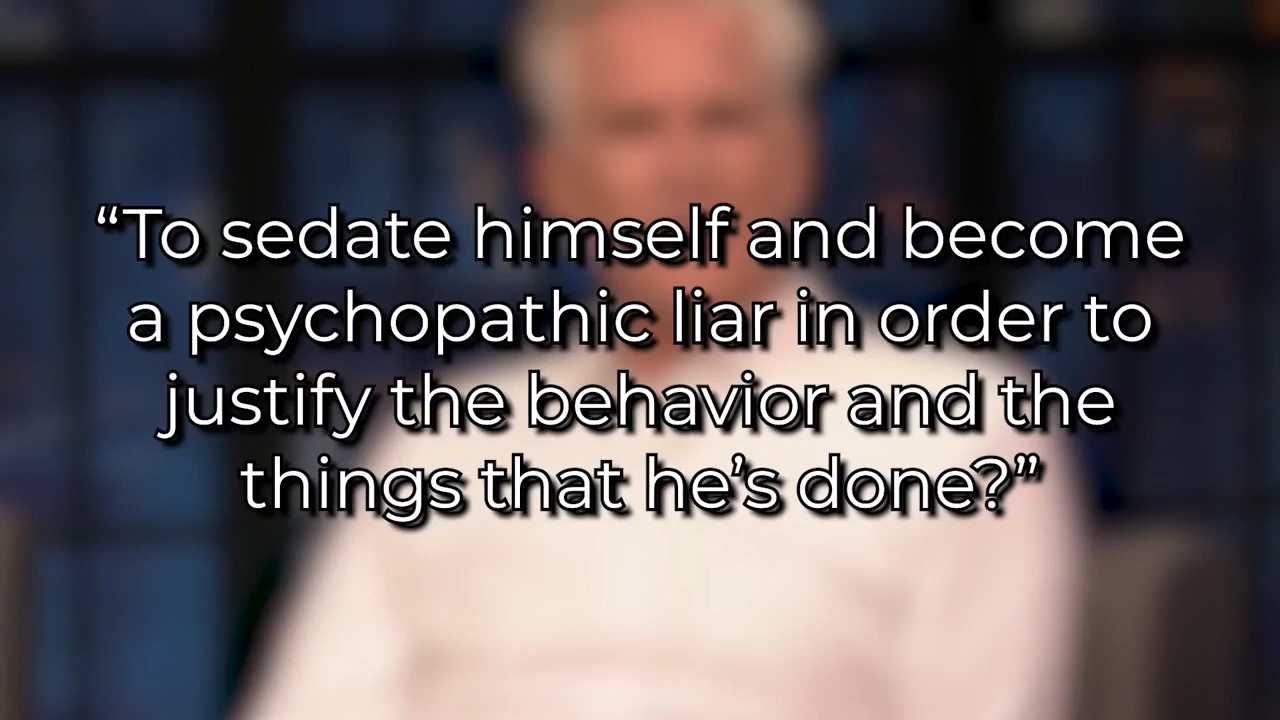 “To sedate himself and become
a psychopathic liar in order to
justify the behavior and the
things that he’s done?”